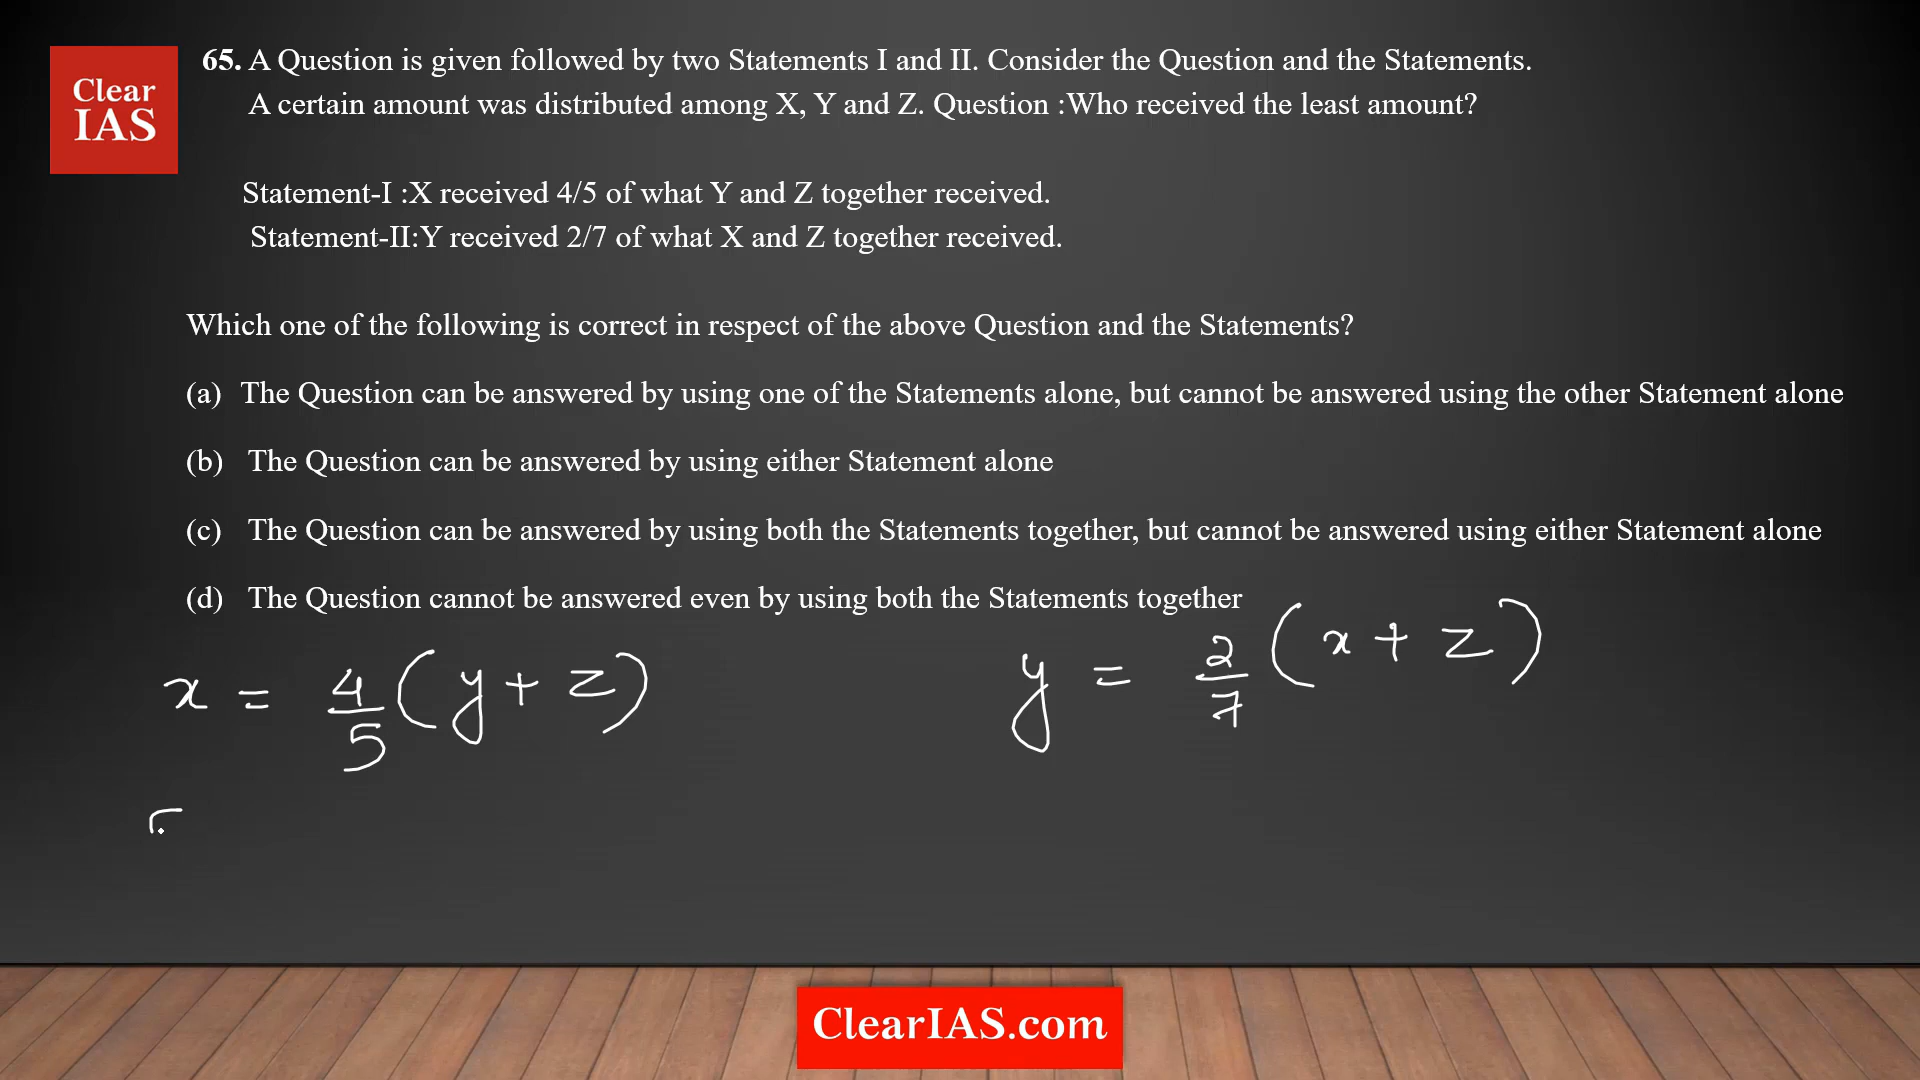 Clear
IAS
65. A Question is given followed by two Statements I and II. Consider the Question and the Statements.
A certain amount was distributed among X, Y and Z. Question :Who received the least amount?
Statement-I :X received 4/5 of what Y and Z together received.
Statement-II:Y received 2/7 of what X and Z together received.
Which one of the following is correct in respect of the above Question and the Statements?
(a) The Question can be answered by using one of the Statements alone, but cannot be answered using the other Statement alone
(b) The Question can be answered by using either Statement alone
(c) The Question can be answered by using both the Statements together, but cannot be answered using either Statement alone
(d) The Question cannot be answered even by using both the Statements together
x = 4/5 (y + z)
y = 2/7 (x + z)
ClearIAS.com